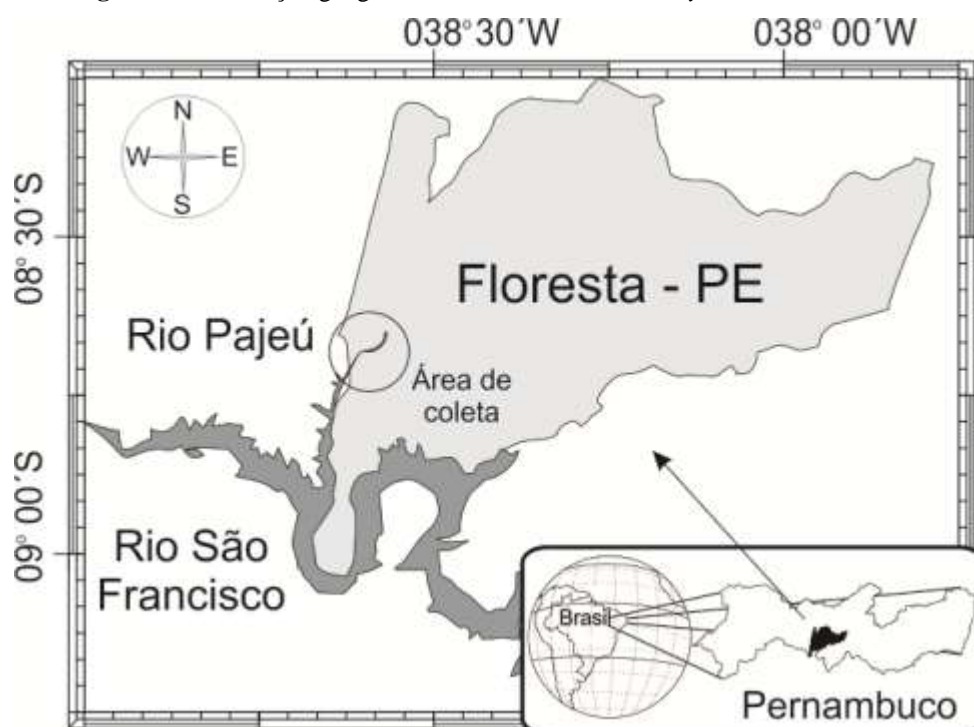 038° 30´W
038° 00´W
N
W
E
S
08° 30´S
Floresta - PE
Rio Pajeú
Área de
coleta
09° 00´S
Rio São
Francisco
Brasil
Pernambuco